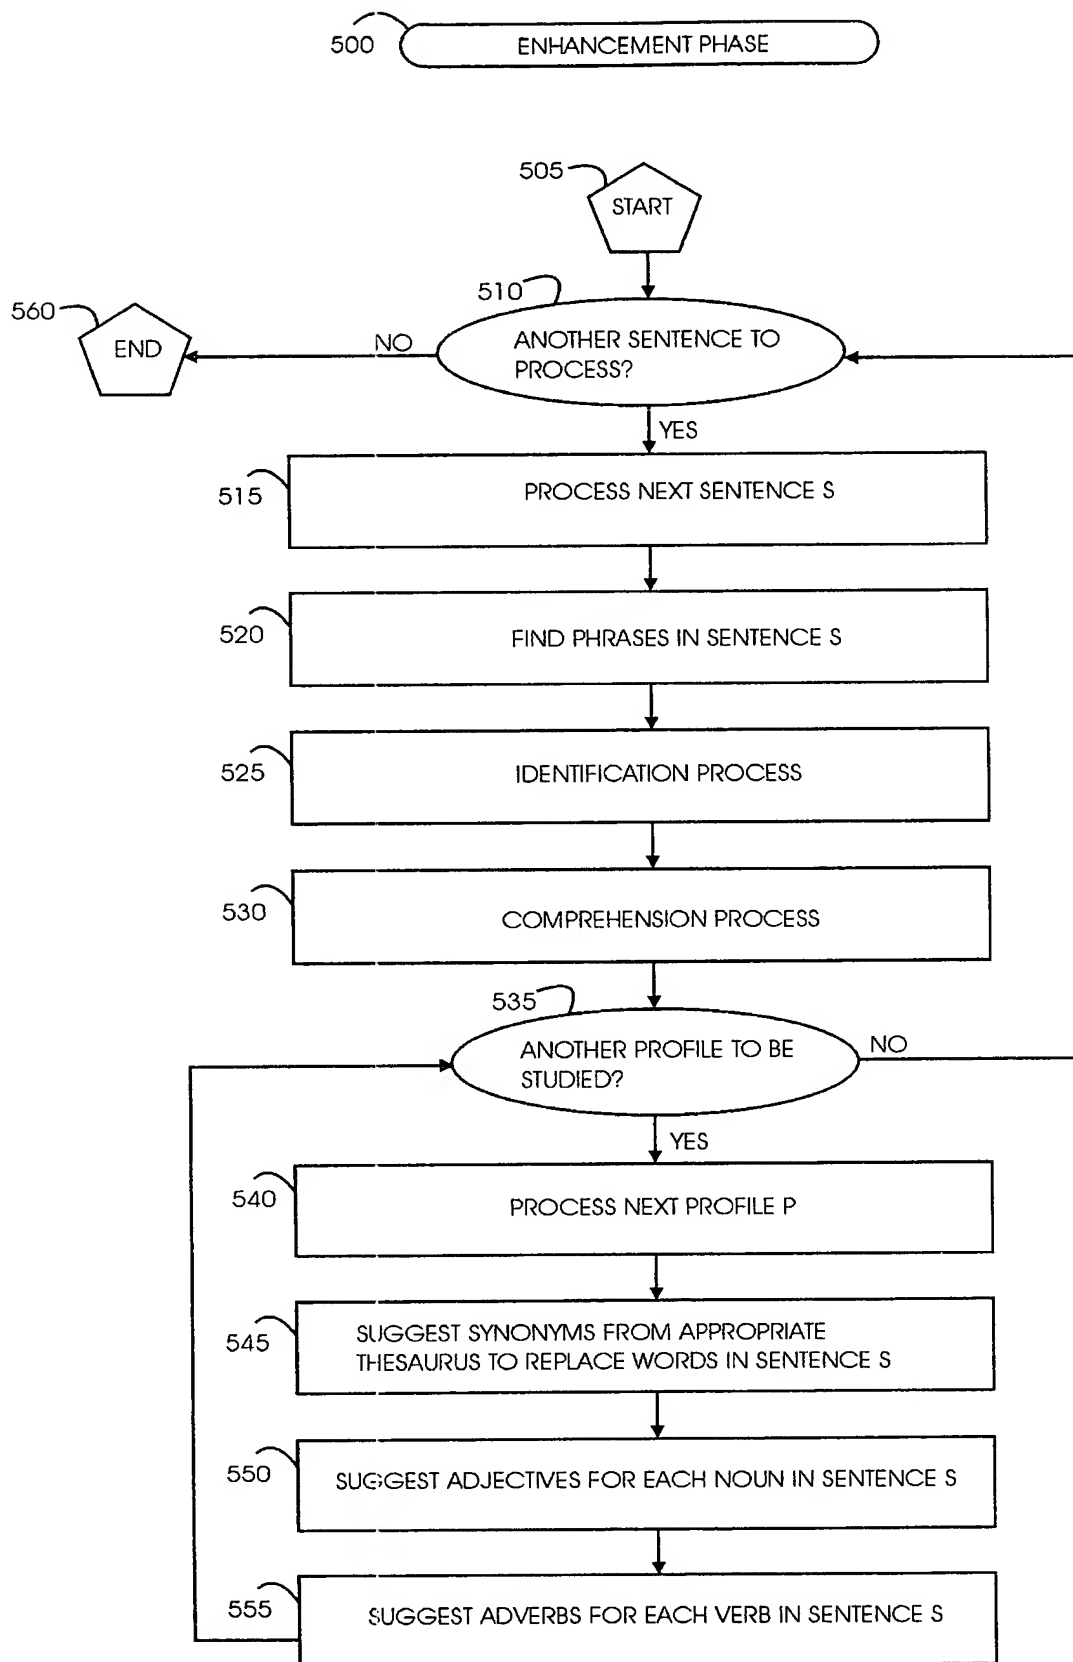 500 ENHANCEMENT PHASE
505
START
510
560
END
NO
ANOTHER SENTENCE TO
PROCESS?
YES
515
PROCESS NEXT SENTENCE S
520
FIND PHRASES IN SENTENCE S
525
IDENTIFICATION PROCESS
530
COMPREHENSION PROCESS
535
ANOTHER PROFILE TO BE
STUDIED?
NO
YES
540
PROCESS NEXT PROFILE P
545
SUGGEST SYNONYMS FROM APPROPRIATE
THESAURUS TO REPLACE WORDS IN SENTENCE S
550
SUGGEST ADJECTIVES FOR EACH NOUN IN SENTENCE S
555
SUGGEST ADVERBS FOR EACH VERB IN SENTENCE S